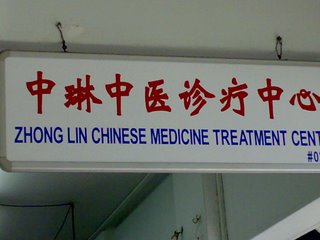 中琳中医诊疗中心
ZHONG LIN CHINESE MEDICINE TREATMENT CENT
#0